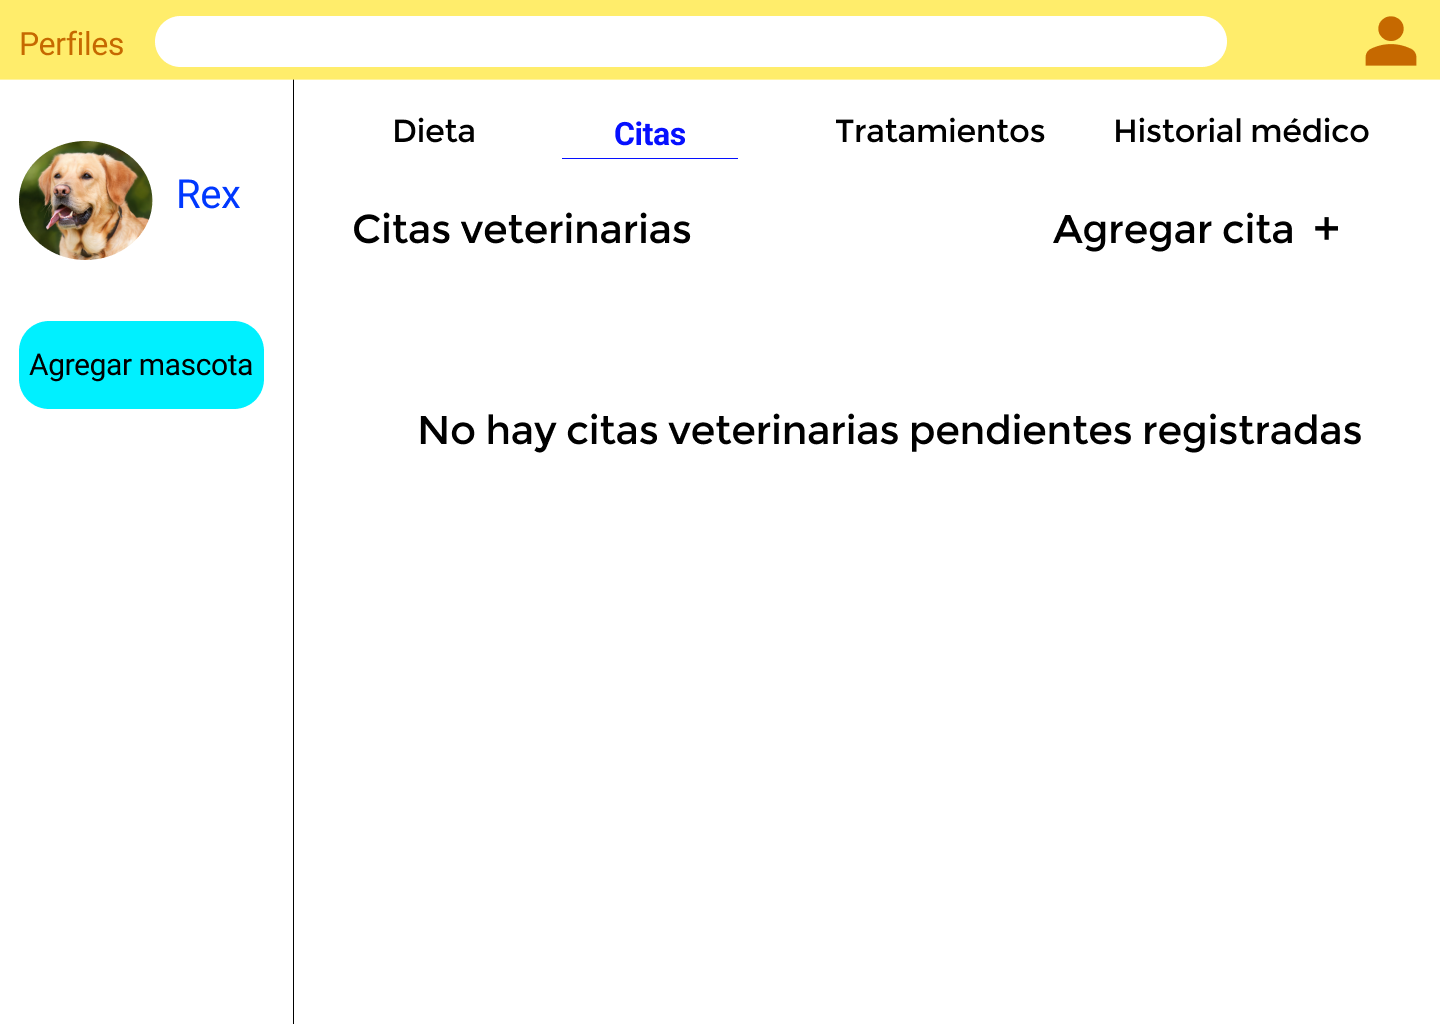 Perfiles
Dieta
Citas
Tratamientos
Historial médico
Rex
Citas veterinarias
Agregar cita +
Agregar mascota
No hay citas veterinarias pendientes registradas